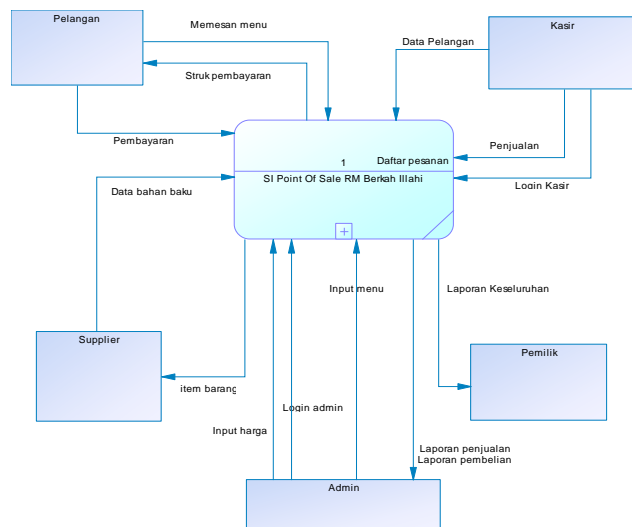 Pelangan
Memesan menu
Kasir
Data Pelangan
Struk pembayaran
Pembayaran
Penjualan
1
Daftar pesanan
SI Point Of Sale RM Berkah Illahi
Data bahan baku
Login Kasir
Input menu
Laporan Keseluruhan
Supplier
Pemilik
item barang
Login admin
Input harga
Laporan penjualan
Laporan pembelian
Admin